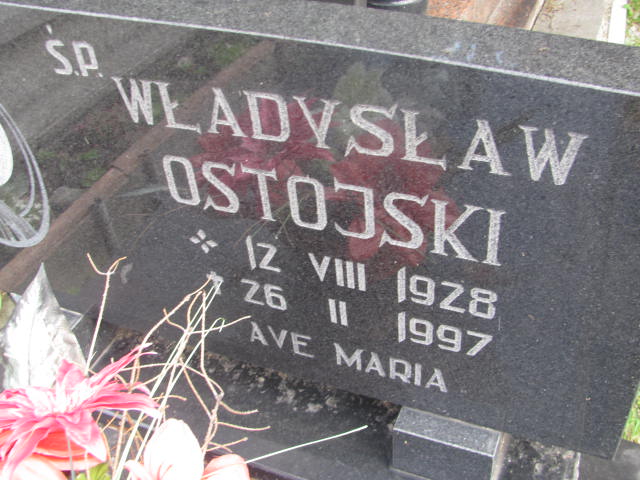 Ś.P.
WŁADYSŁAW
OSTOJSKI
12 VIII 1928
26 II 1997
AVE MARIA